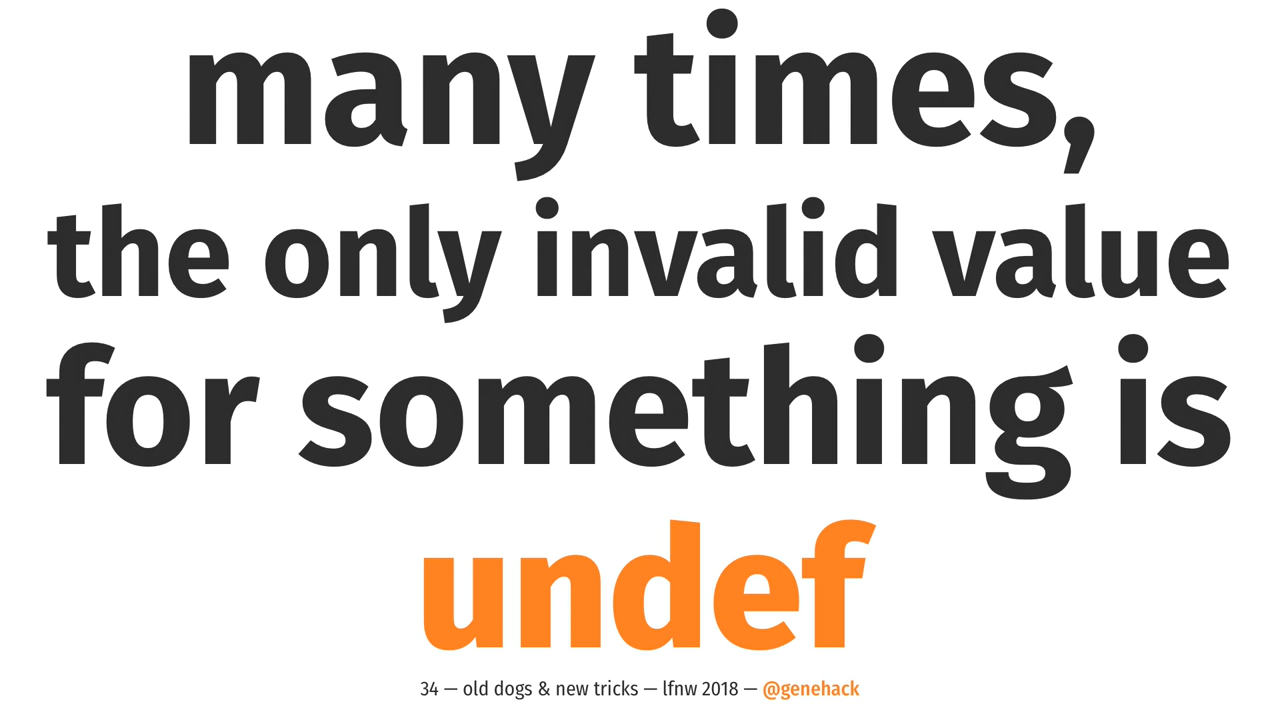 many times,
the only invalid value
for something is
undef
34 — old dogs & new tricks — lfnw 2018 — @genehack